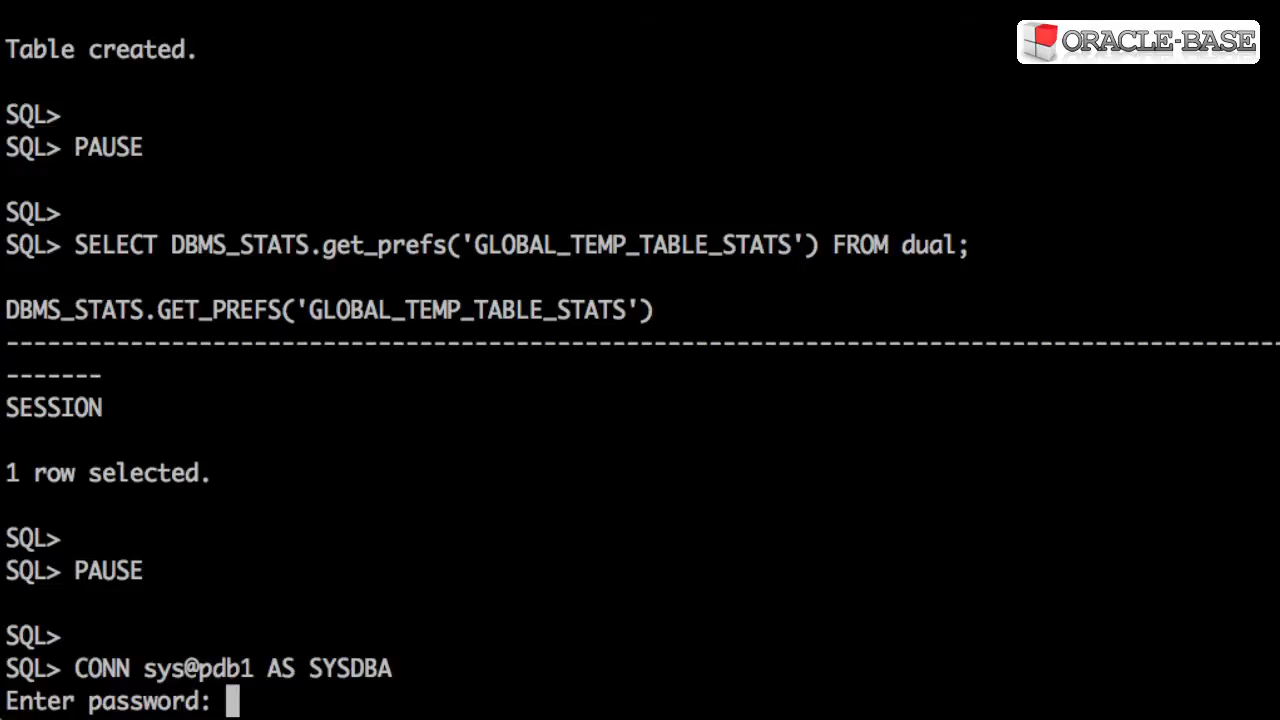 Table created.
ORACLE-BASE
SQL>
SQL> PAUSE
SQL>
SQL> SELECT DBMS_STATS.get_prefs('GLOBAL_TEMP_TABLE_STATS') FROM dual;
DBMS_STATS.GET_PREFS('GLOBAL_TEMP_TABLE_STATS')
---------------------------------------------------------------------------------------------
-------
SESSION
1 row selected.
SQL>
SQL> PAUSE
SQL>
SQL> CONN sys@pdb1 AS SYSDBA
Enter password: